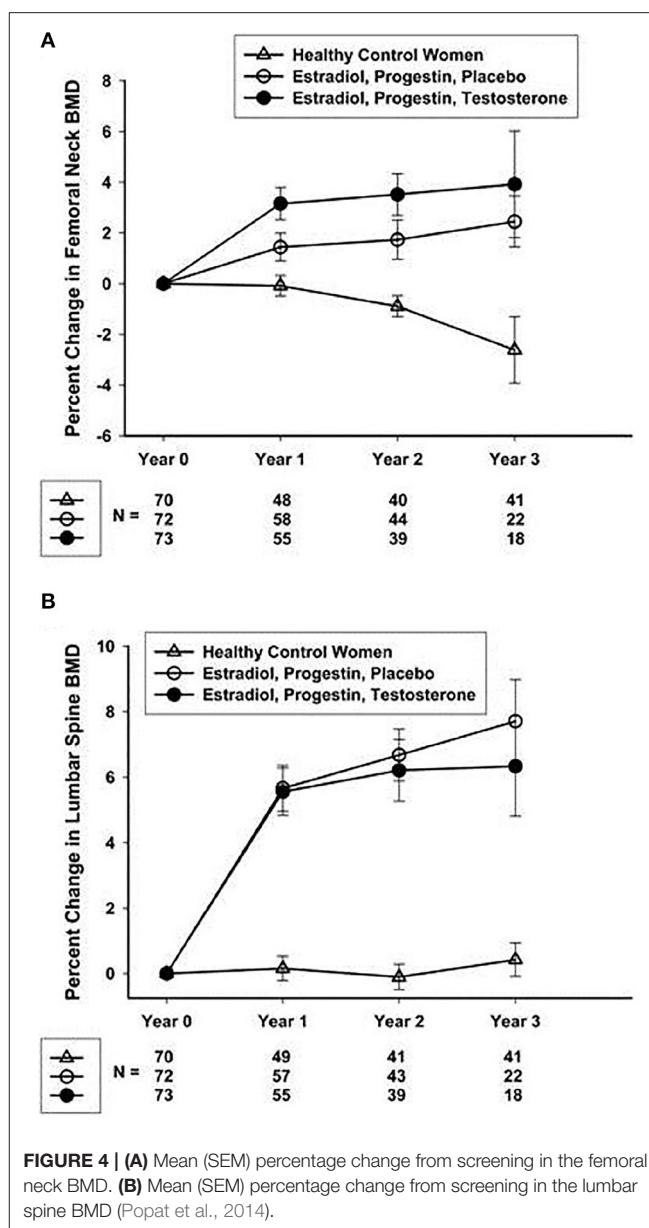 A
Healthy Control Women
Estradiol, Progestin, Placebo
Estradiol, Progestin, Testosterone
Percent Change in Femoral Neck BMD
8
6
4
2
0
-2
-4
-6
Year 0 Year 1 Year 2 Year 3
N =
70 48 40 41
72 58 44 22
73 55 39 18
B
Healthy Control Women
Estradiol, Progestin, Placebo
Estradiol, Progestin, Testosterone
Percent Change in Lumbar Spine BMD
10
8
6
4
2
0
Year 0 Year 1 Year 2 Year 3
N =
70 49 41 41
72 57 43 22
73 55 39 18
FIGURE 4 | (A) Mean (SEM) percentage change from screening in the femoral
neck BMD. (B) Mean (SEM) percentage change from screening in the lumbar
spine BMD (Popat et al., 2014).